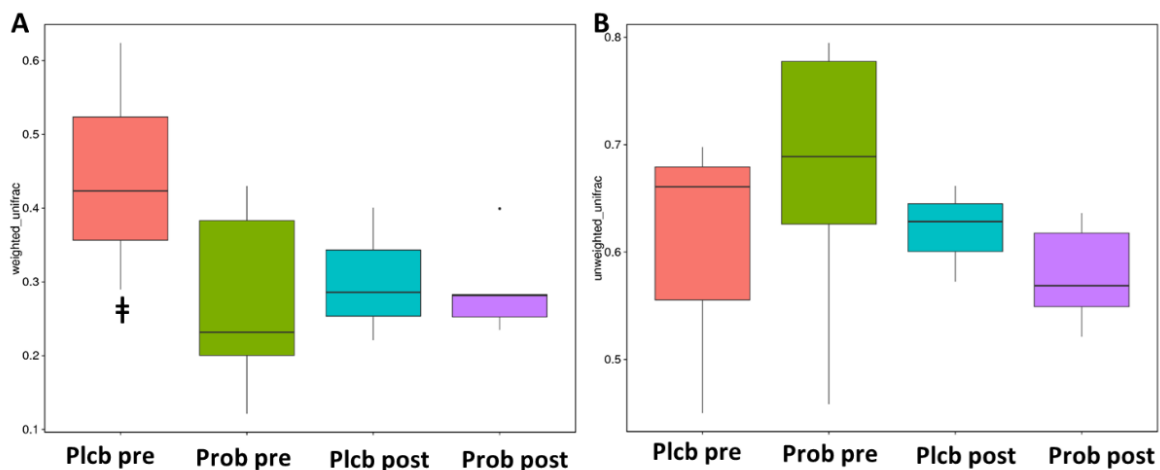 A
weighted_unifrac
0.6
0.5
0.4
0.3
0.2
0.1
‡
Plcb pre Prob pre Plcb post Prob post
B
unweighted_unifrac
0.8
0.7
0.6
0.5
Plcb pre Prob pre Plcb post Prob post